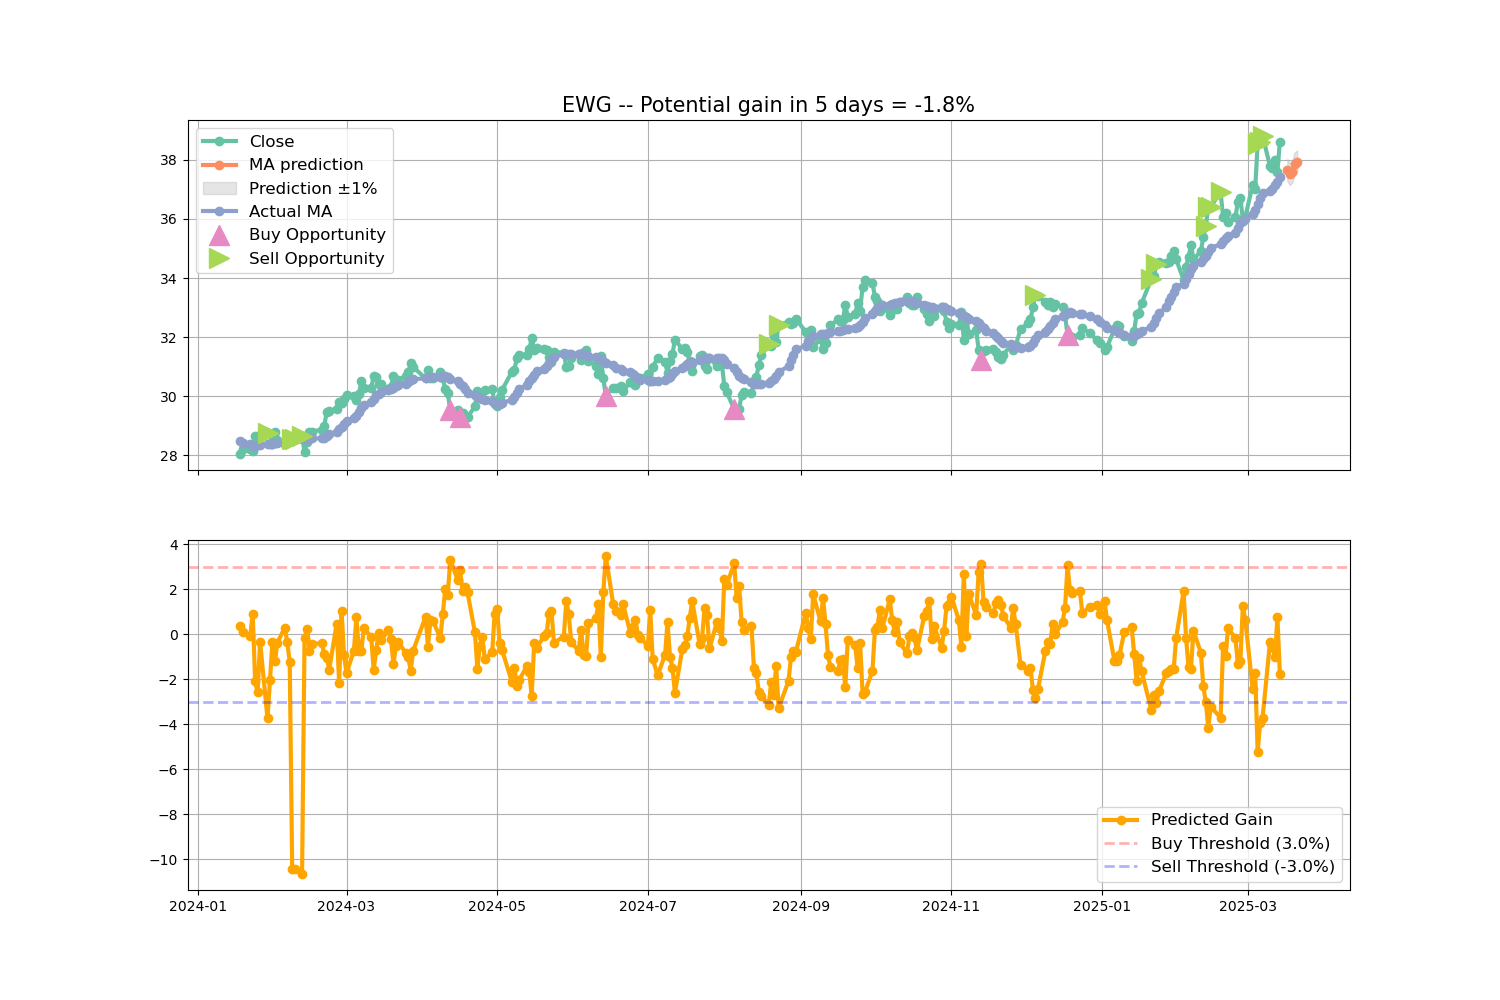 EWG -- Potential gain in 5 days = -1.8%
Close
MA prediction
Prediction ±1%
Actual MA
Buy Opportunity
Sell Opportunity
38
36
34
32
30
28
4
2
0
−2
−4
−6
−8
−10
Predicted Gain
Buy Threshold (3.0%)
Sell Threshold (-3.0%)
2024-01 2024-03 2024-05 2024-07 2024-09 2024-11 2025-01 2025-03